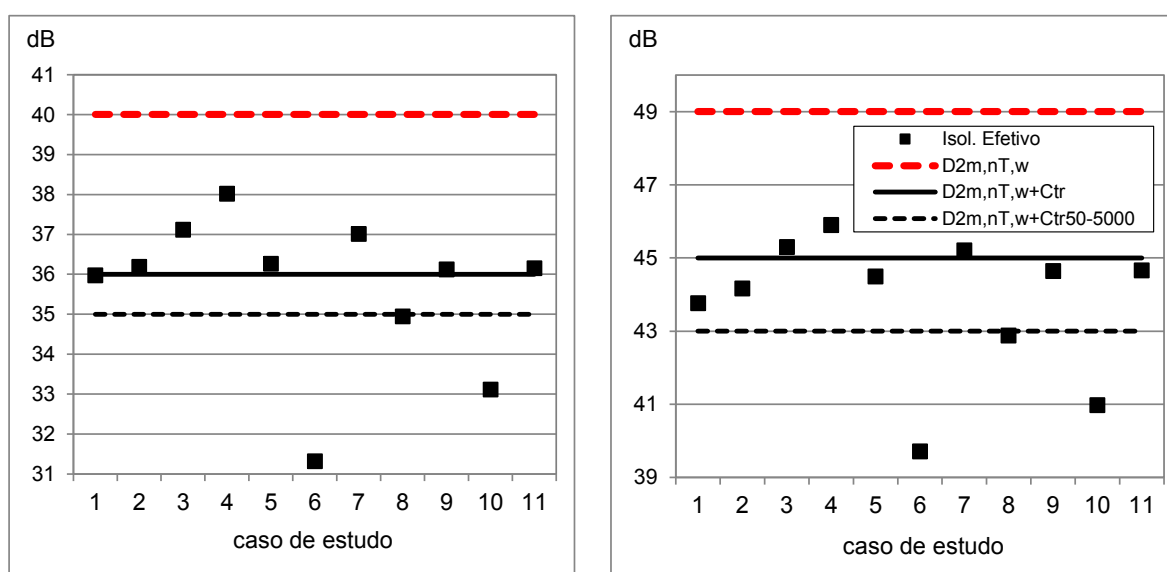 dB
41
40
39
38
37
36
35
34
33
32
31
1 2 3 4 5 6 7 8 9 10 11
caso de estudo
dB
49
47
45
43
41
39
Isol. Efetivo
D2m,nT,w
D2m,nT,w+Ctr
D2m,nT,w+Ctr50-5000
1 2 3 4 5 6 7 8 9 10 11
caso de estudo